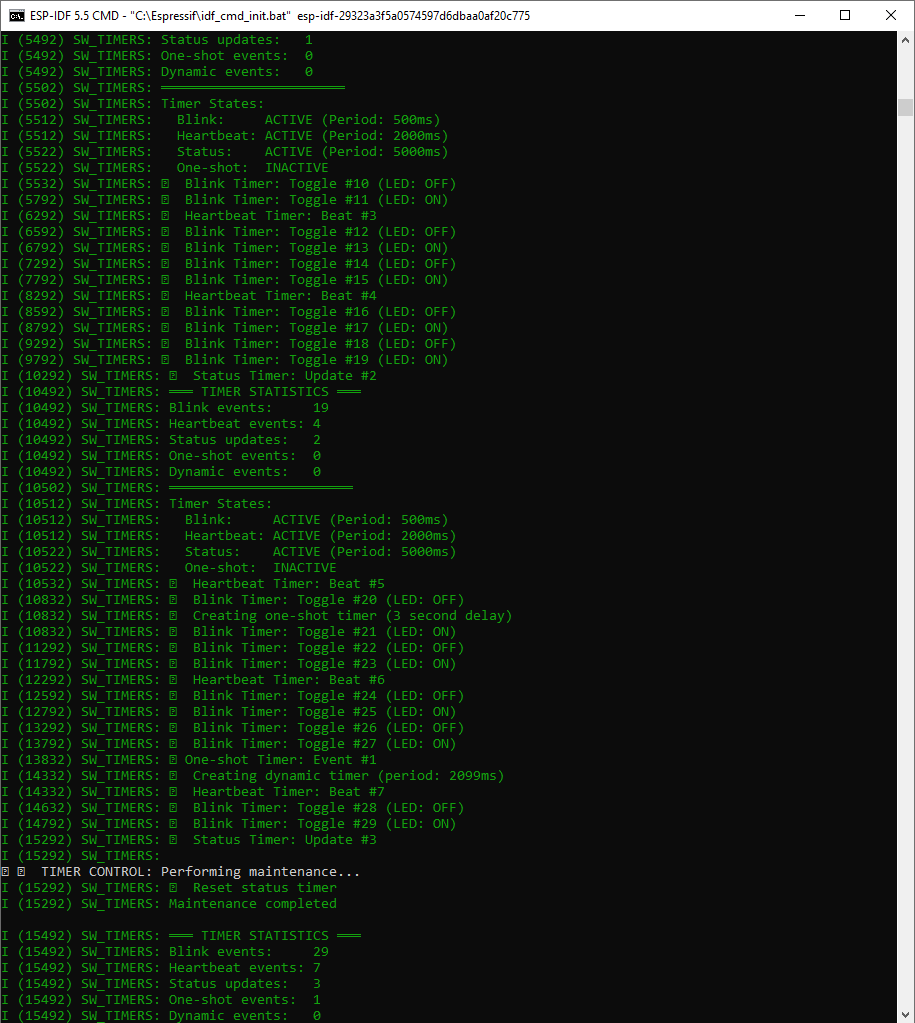 ESP-IDF 5.5 CMD - "C:\Espressif\idf_cmd_init.bat"  esp-idf-29323a3f5a0574597d6dbaa0af20c775
I (5492) SW_TIMERS: Status updates:   1
I (5492) SW_TIMERS: One-shot events:  0
I (5492) SW_TIMERS: Dynamic events:   0
I (5502) SW_TIMERS: ═══════════════════════
I (5502) SW_TIMERS: Timer States:
I (5512) SW_TIMERS:   Blink:     ACTIVE (Period: 500ms)
I (5512) SW_TIMERS:   Heartbeat: ACTIVE (Period: 2000ms)
I (5522) SW_TIMERS:   Status:    ACTIVE (Period: 5000ms)
I (5522) SW_TIMERS:   One-shot:  INACTIVE
I (5532) SW_TIMERS: ⍰  Blink Timer: Toggle #10 (LED: OFF)
I (5792) SW_TIMERS: ⍰  Blink Timer: Toggle #11 (LED: ON)
I (6292) SW_TIMERS: ⍰  Heartbeat Timer: Beat #3
I (6592) SW_TIMERS: ⍰  Blink Timer: Toggle #12 (LED: OFF)
I (6792) SW_TIMERS: ⍰  Blink Timer: Toggle #13 (LED: ON)
I (7292) SW_TIMERS: ⍰  Blink Timer: Toggle #14 (LED: OFF)
I (7792) SW_TIMERS: ⍰  Blink Timer: Toggle #15 (LED: ON)
I (8292) SW_TIMERS: ⍰  Heartbeat Timer: Beat #4
I (8592) SW_TIMERS: ⍰  Blink Timer: Toggle #16 (LED: OFF)
I (8792) SW_TIMERS: ⍰  Blink Timer: Toggle #17 (LED: ON)
I (9292) SW_TIMERS: ⍰  Blink Timer: Toggle #18 (LED: OFF)
I (9792) SW_TIMERS: ⍰  Blink Timer: Toggle #19 (LED: ON)
I (10292) SW_TIMERS: ⍰  Status Timer: Update #2
I (10492) SW_TIMERS: ═══ TIMER STATISTICS ═══
I (10492) SW_TIMERS: Blink events:     19
I (10492) SW_TIMERS: Heartbeat events: 4
I (10492) SW_TIMERS: Status updates:   2
I (10492) SW_TIMERS: One-shot events:  0
I (10492) SW_TIMERS: Dynamic events:   0
I (10502) SW_TIMERS: ═══════════════════════
I (10512) SW_TIMERS: Timer States:
I (10512) SW_TIMERS:   Blink:     ACTIVE (Period: 500ms)
I (10512) SW_TIMERS:   Heartbeat: ACTIVE (Period: 2000ms)
I (10522) SW_TIMERS:   Status:    ACTIVE (Period: 5000ms)
I (10522) SW_TIMERS:   One-shot:  INACTIVE
I (10532) SW_TIMERS: ⍰  Heartbeat Timer: Beat #5
I (10832) SW_TIMERS: ⍰  Blink Timer: Toggle #20 (LED: OFF)
I (10832) SW_TIMERS: ⍰  Creating one-shot timer (3 second delay)
I (10832) SW_TIMERS: ⍰  Blink Timer: Toggle #21 (LED: ON)
I (11292) SW_TIMERS: ⍰  Blink Timer: Toggle #22 (LED: OFF)
I (11792) SW_TIMERS: ⍰  Blink Timer: Toggle #23 (LED: ON)
I (12292) SW_TIMERS: ⍰  Heartbeat Timer: Beat #6
I (12592) SW_TIMERS: ⍰  Blink Timer: Toggle #24 (LED: OFF)
I (12792) SW_TIMERS: ⍰  Blink Timer: Toggle #25 (LED: ON)
I (13292) SW_TIMERS: ⍰  Blink Timer: Toggle #26 (LED: OFF)
I (13792) SW_TIMERS: ⍰  Blink Timer: Toggle #27 (LED: ON)
I (13832) SW_TIMERS: ⍰ One-shot Timer: Event #1
I (14332) SW_TIMERS: ⍰  Creating dynamic timer (period: 2099ms)
I (14332) SW_TIMERS: ⍰  Heartbeat Timer: Beat #7
I (14632) SW_TIMERS: ⍰  Blink Timer: Toggle #28 (LED: OFF)
I (14792) SW_TIMERS: ⍰  Blink Timer: Toggle #29 (LED: ON)
I (15292) SW_TIMERS: ⍰  Status Timer: Update #3
I (15292) SW_TIMERS:
⍰ ⍰  TIMER CONTROL: Performing maintenance...
I (15292) SW_TIMERS: ⍰  Reset status timer
I (15292) SW_TIMERS: Maintenance completed
I (15492) SW_TIMERS: ═══ TIMER STATISTICS ═══
I (15492) SW_TIMERS: Blink events:     29
I (15492) SW_TIMERS: Heartbeat events: 7
I (15492) SW_TIMERS: Status updates:   3
I (15492) SW_TIMERS: One-shot events:  1
I (15492) SW_TIMERS: Dynamic events:   0